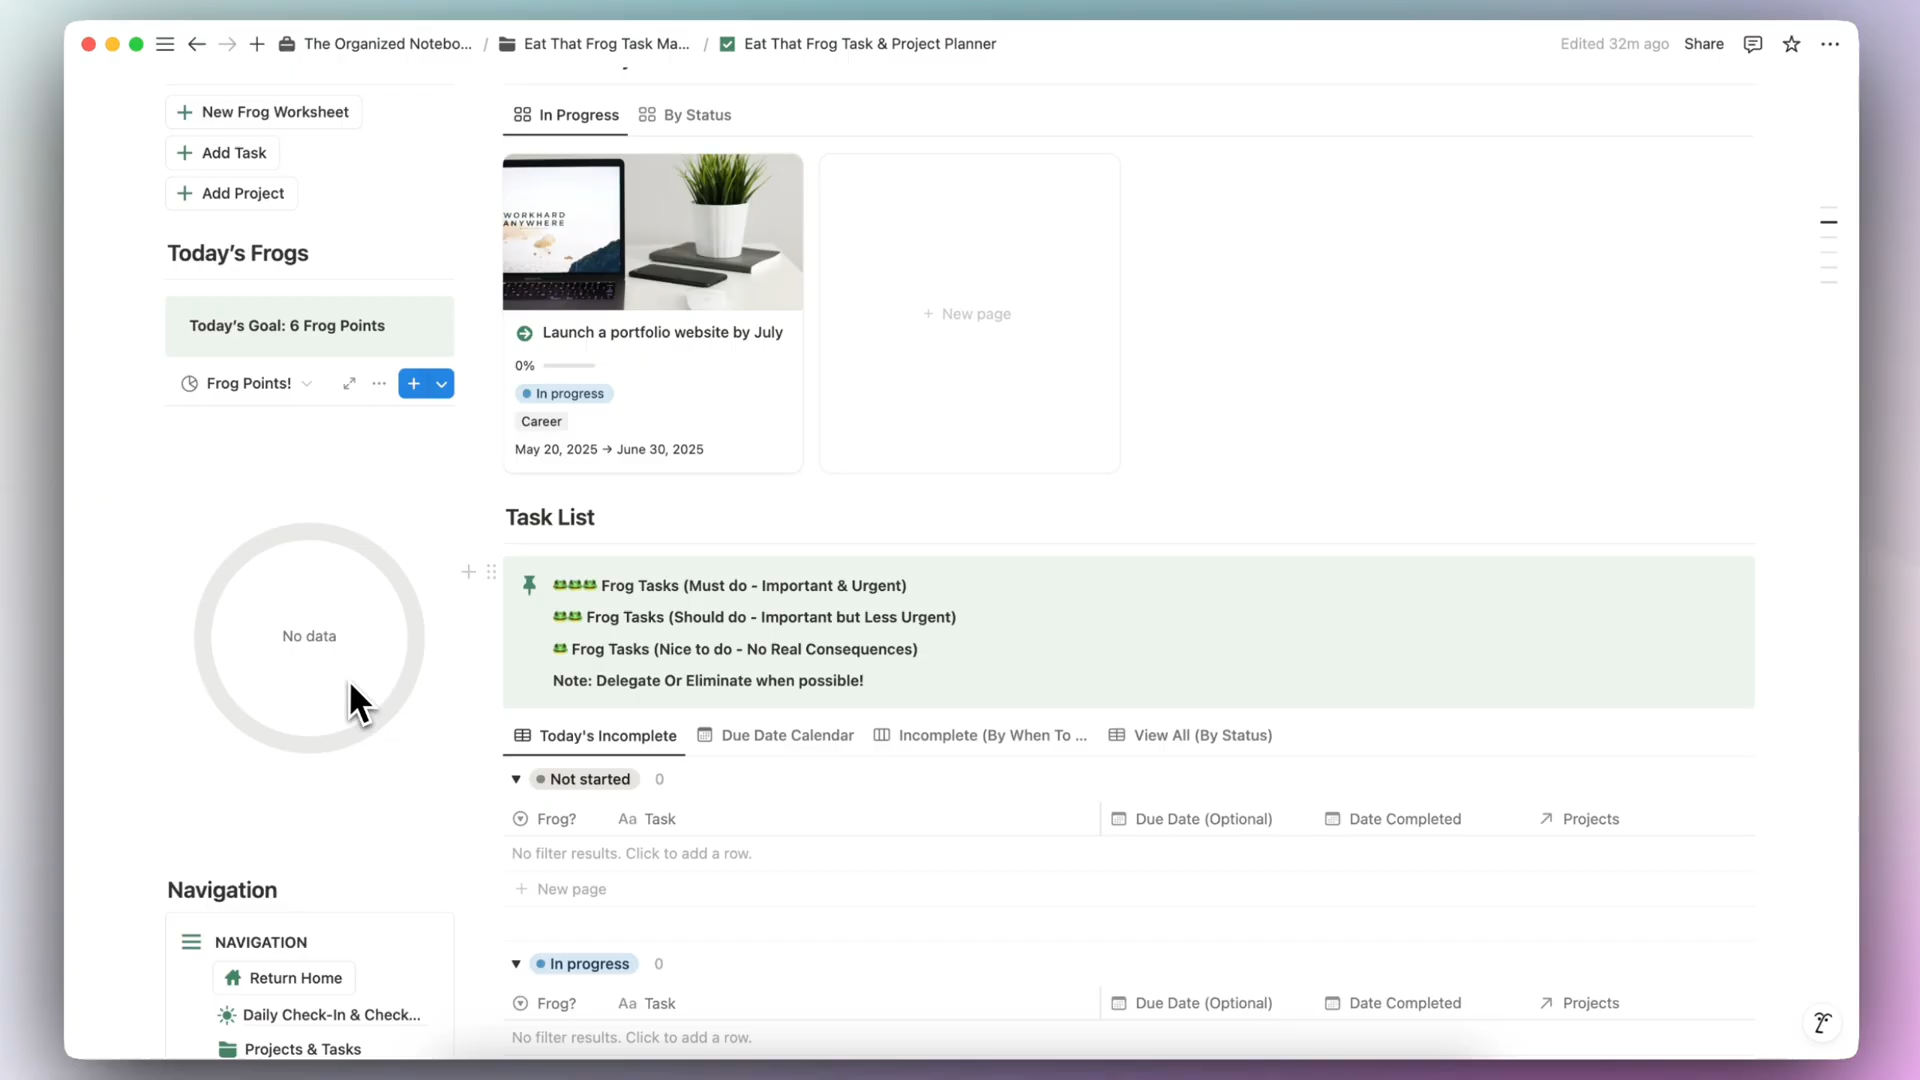 The Organized Notebo... / Eat That Frog Task Ma... / Eat That Frog Task & Project Planner
Edited 32m ago Share
New Frog Worksheet
Add Task
Add Project
Today's Frogs
Today's Goal: 6 Frog Points
Frog Points!
No data
Navigation
NAVIGATION
Return Home
Daily Check-In & Check...
Projects & Tasks
In Progress By Status
WORKHARD
ANYWHERE
Launch a portfolio website by July
0%
In progress
Career
May 20, 2025 → June 30, 2025
+ New page
Task List
🐸🐸🐸 Frog Tasks (Must do - Important & Urgent)
🐸🐸 Frog Tasks (Should do - Important but Less Urgent)
🐸 Frog Tasks (Nice to do - No Real Consequences)
Note: Delegate Or Eliminate when possible!
Today's Incomplete Due Date Calendar Incomplete (By When To ... View All (By Status)
Not started 0
Frog? Aa Task Due Date (Optional) Date Completed Projects
No filter results. Click to add a row.
+ New page
In progress 0
Frog? Aa Task Due Date (Optional) Date Completed Projects
No filter results. Click to add a row.